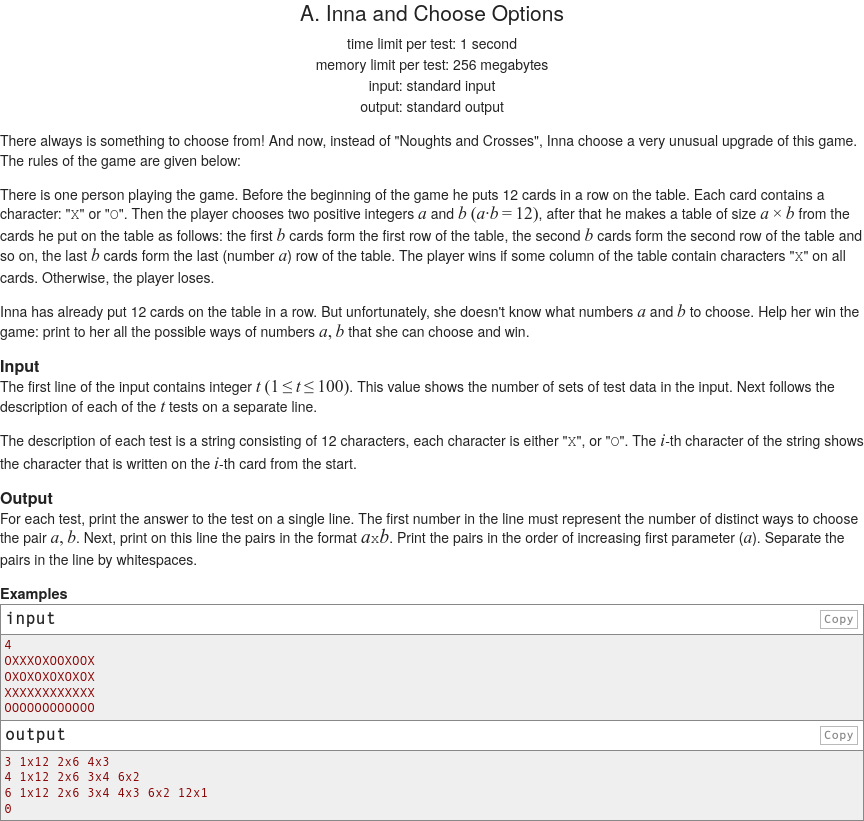 A. Inna and Choose Options
time limit per test: 1 second
memory limit per test: 256 megabytes
input: standard input
output: standard output
There always is something to choose from! And now, instead of "Noughts and Crosses", Inna choose a very unusual upgrade of this game.
The rules of the game are given below:
There is one person playing the game. Before the beginning of the game he puts 12 cards in a row on the table. Each card contains a
character: "X" or "O". Then the player chooses two positive integers a and b (a·b = 12), after that he makes a table of size a × b from the
cards he put on the table as follows: the first b cards form the first row of the table, the second b cards form the second row of the table and
so on, the last b cards form the last (number a) row of the table. The player wins if some column of the table contain characters "X" on all
cards. Otherwise, the player loses.
Inna has already put 12 cards on the table in a row. But unfortunately, she doesn't know what numbers a and b to choose. Help her win the
game: print to her all the possible ways of numbers a, b that she can choose and win.
Input
The first line of the input contains integer t (1 ≤ t ≤ 100). This value shows the number of sets of test data in the input. Next follows the
description of each of the t tests on a separate line.
The description of each test is a string consisting of 12 characters, each character is either "X", or "O". The i-th character of the string shows
the character that is written on the i-th card from the start.
Output
For each test, print the answer to the test on a single line. The first number in the line must represent the number of distinct ways to choose
the pair a, b. Next, print on this line the pairs in the format axb. Print the pairs in the order of increasing first parameter (a). Separate the
pairs in the line by whitespaces.
Examples
input Copy
4
OXXXOXOOXOOX
OXOXOXOXOXOX
XXXXXXXXXXXX
OOOOOOOOOOOO
output Copy
3 1x12 2x6 4x3
4 1x12 2x6 3x4 6x2
6 1x12 2x6 3x4 4x3 6x2 12x1
0